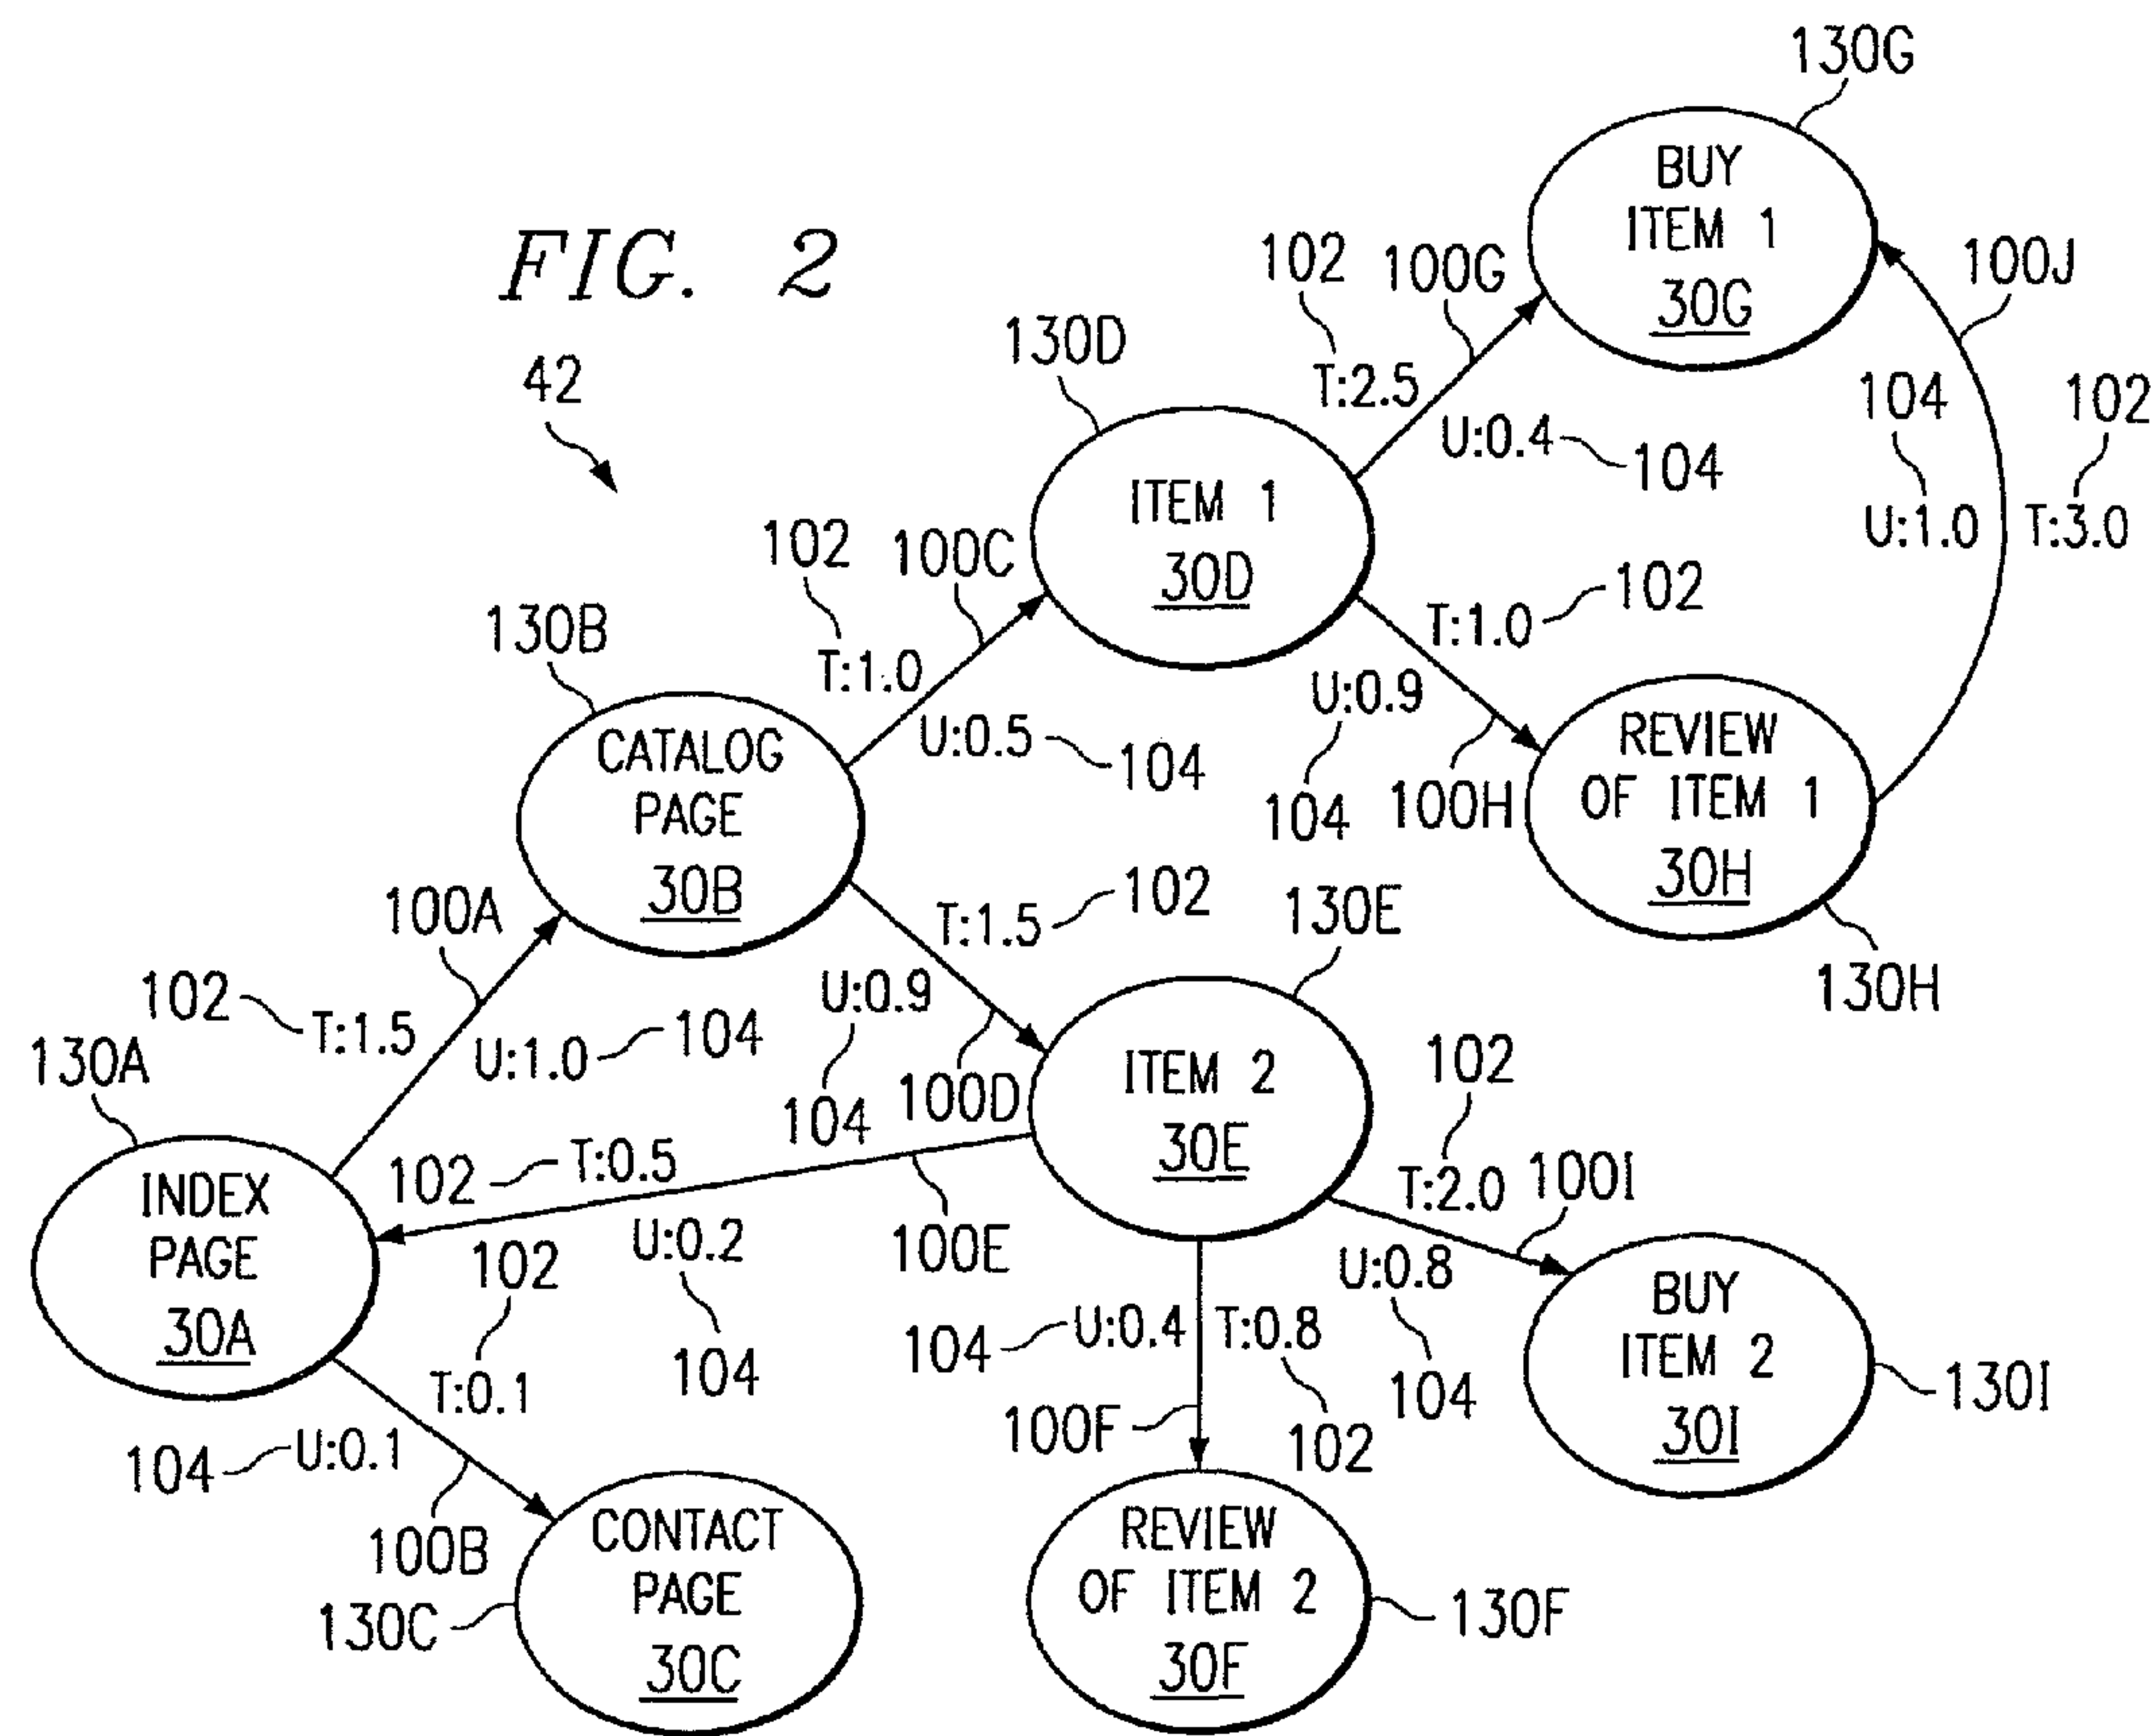 130G
BUY
ITEM 1
30G
FIG. 2
102
100G
100J
130D
42
T:2.5
104
102
U:0.4
104
ITEM 1
30D
102
100C
U:1.0
T:3.0
130B
T:1.0
102
T:1.0
U:0.9
U:0.5
104
REVIEW
OF ITEM 1
30H
CATALOG
PAGE
30B
104
100H
100A
T:1.5
102
130E
130H
102
T:1.5
U:1.0
104
U:0.9
130A
104
100D
ITEM 2
30E
102
102
T:0.5
T:2.0
100I
INDEX
PAGE
30A
102
U:0.2
100E
U:0.8
BUY
ITEM 2
30I
104
U:0.4
T:0.8
T:0.1
104
104
130I
104
U:0.1
100F
102
100B
CONTACT
PAGE
30C
130C
REVIEW
OF ITEM 2
30F
130F